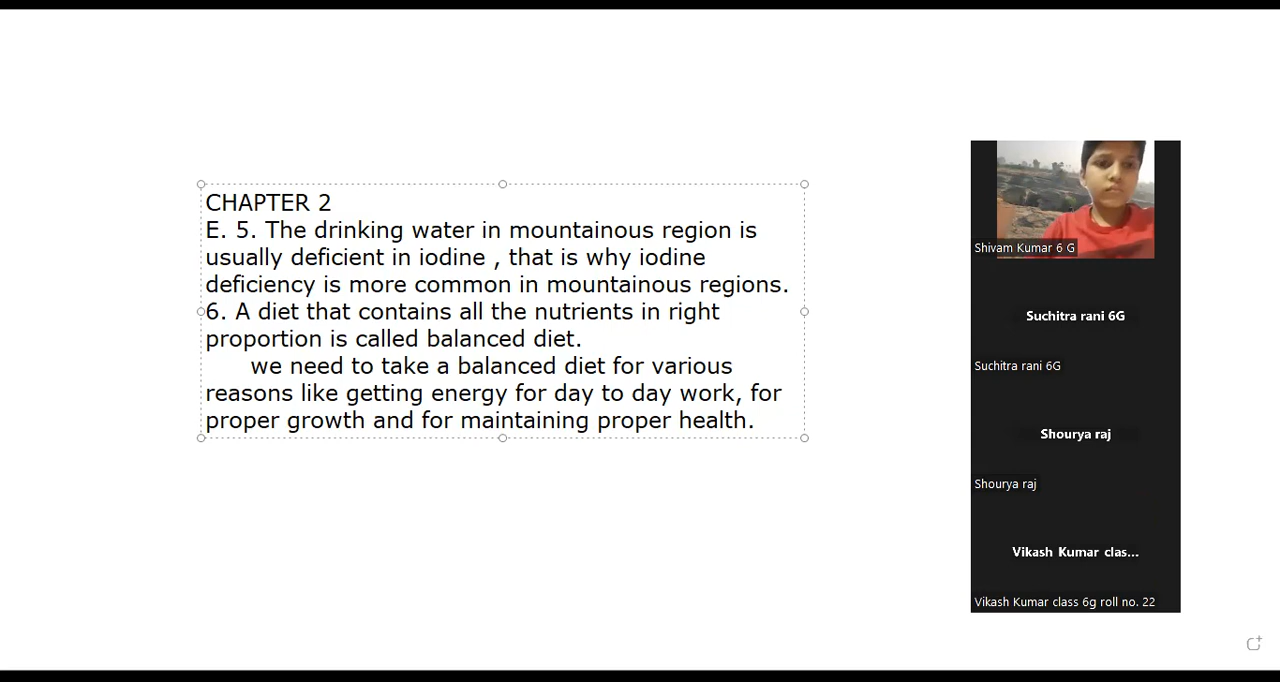 CHAPTER 2
E. 5. The drinking water in mountainous region is
usually deficient in iodine , that is why iodine
deficiency is more common in mountainous regions.
6. A diet that contains all the nutrients in right
proportion is called balanced diet.
we need to take a balanced diet for various
reasons like getting energy for day to day work, for
proper growth and for maintaining proper health.
Shivam Kumar 6 G
Suchitra rani 6G
Suchitra rani 6G
Shourya raj
Shourya raj
Vikash Kumar clas...
Vikash Kumar class 6g roll no. 22